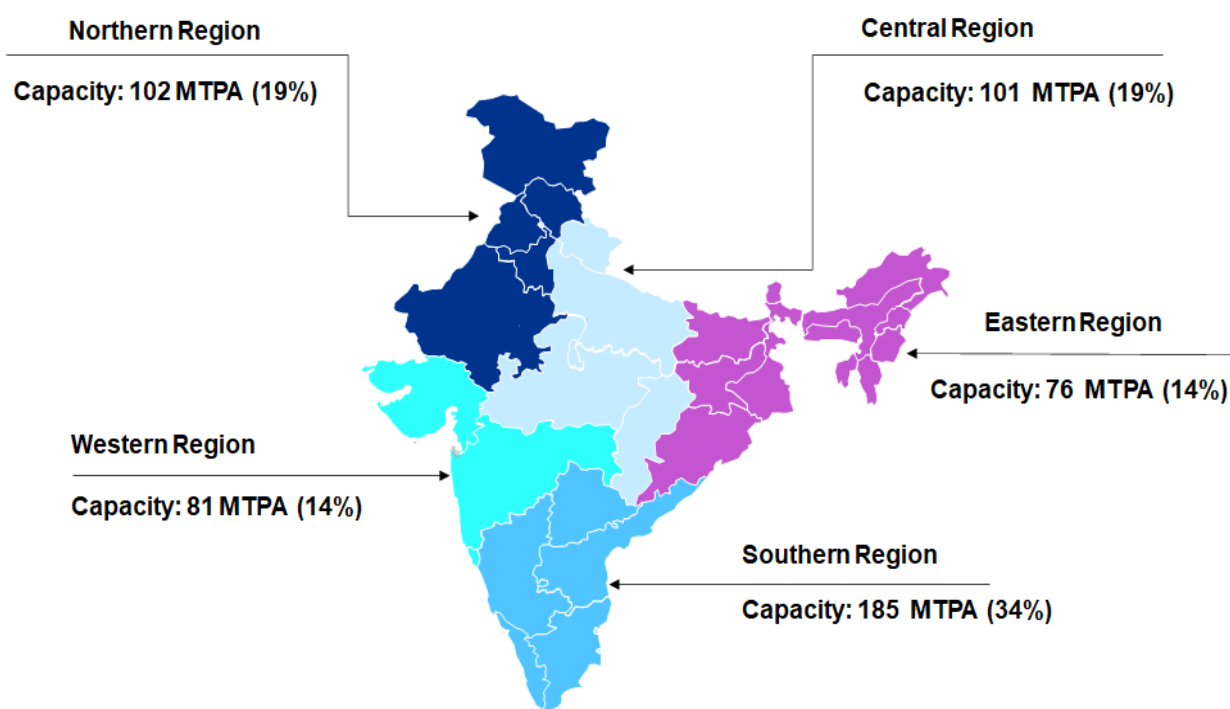 Northern Region
Capacity: 102 MTPA (19%)
Central Region
Capacity: 101 MTPA (19%)
Eastern Region
Capacity: 76 MTPA (14%)
Western Region
Capacity: 81 MTPA (14%)
Southern Region
Capacity: 185 MTPA (34%)